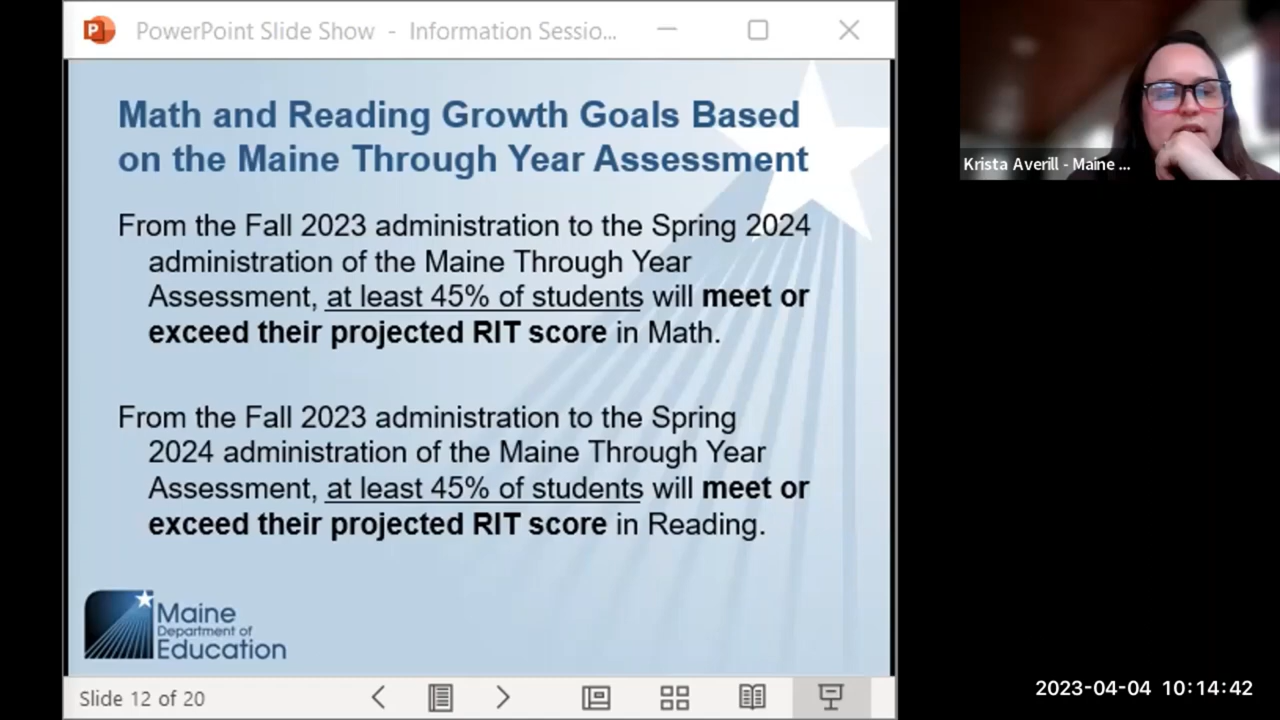 PowerPoint Slide Show - Information Sessio...
Math and Reading Growth Goals Based
on the Maine Through Year Assessment
From the Fall 2023 administration to the Spring 2024
administration of the Maine Through Year
Assessment, at least 45% of students will meet or
exceed their projected RIT score in Math.
From the Fall 2023 administration to the Spring
2024 administration of the Maine Through Year
Assessment, at least 45% of students will meet or
exceed their projected RIT score in Reading.
Maine
Department of
Education
Slide 12 of 20
Krista Averill - Maine ...
2023-04-04 10:14:42